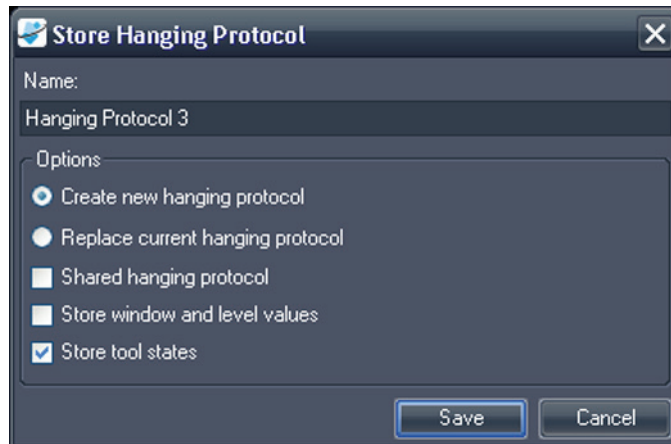 Store Hanging Protocol
Name:
Hanging Protocol 3
Options
Create new hanging protocol
Replace current hanging protocol
Shared hanging protocol
Store window and level values
Store tool states
Save Cancel